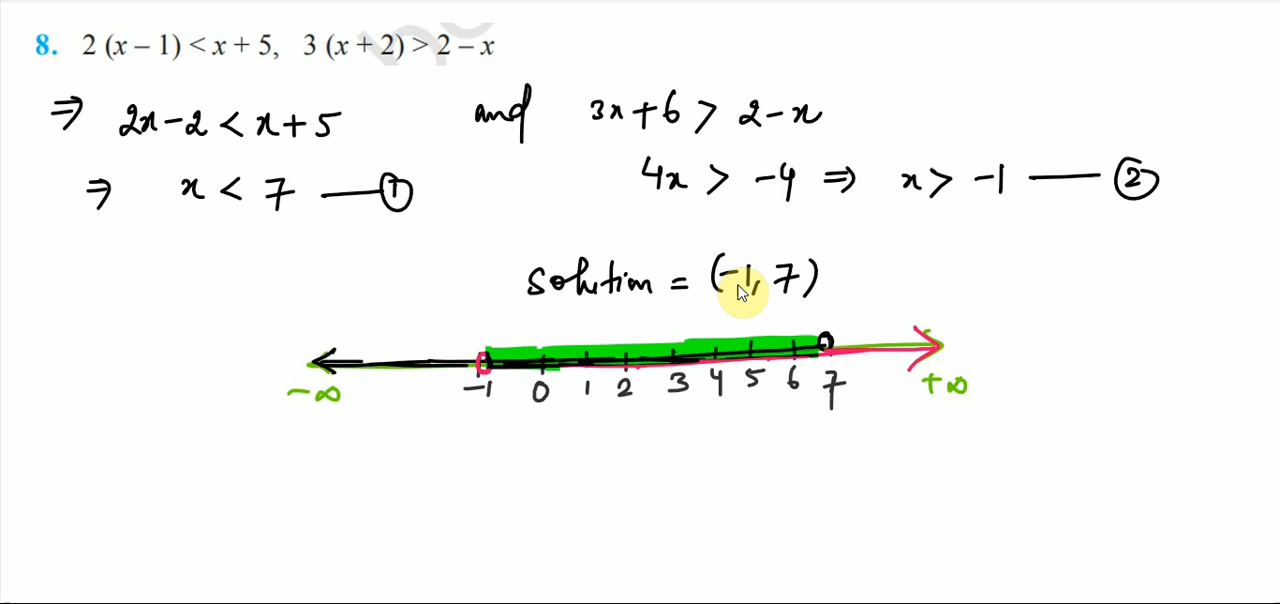 8. 2 (x – 1) < x + 5, 3 (x + 2) > 2 – x
⇒ 2x-2 < x+5 and 3x+6 > 2-x
⇒ x < 7 —① 4x > -4 ⇒ x > -1 —②
Solution = (-1, 7)
-∞ -1 0 1 2 3 4 5 6 7 +∞